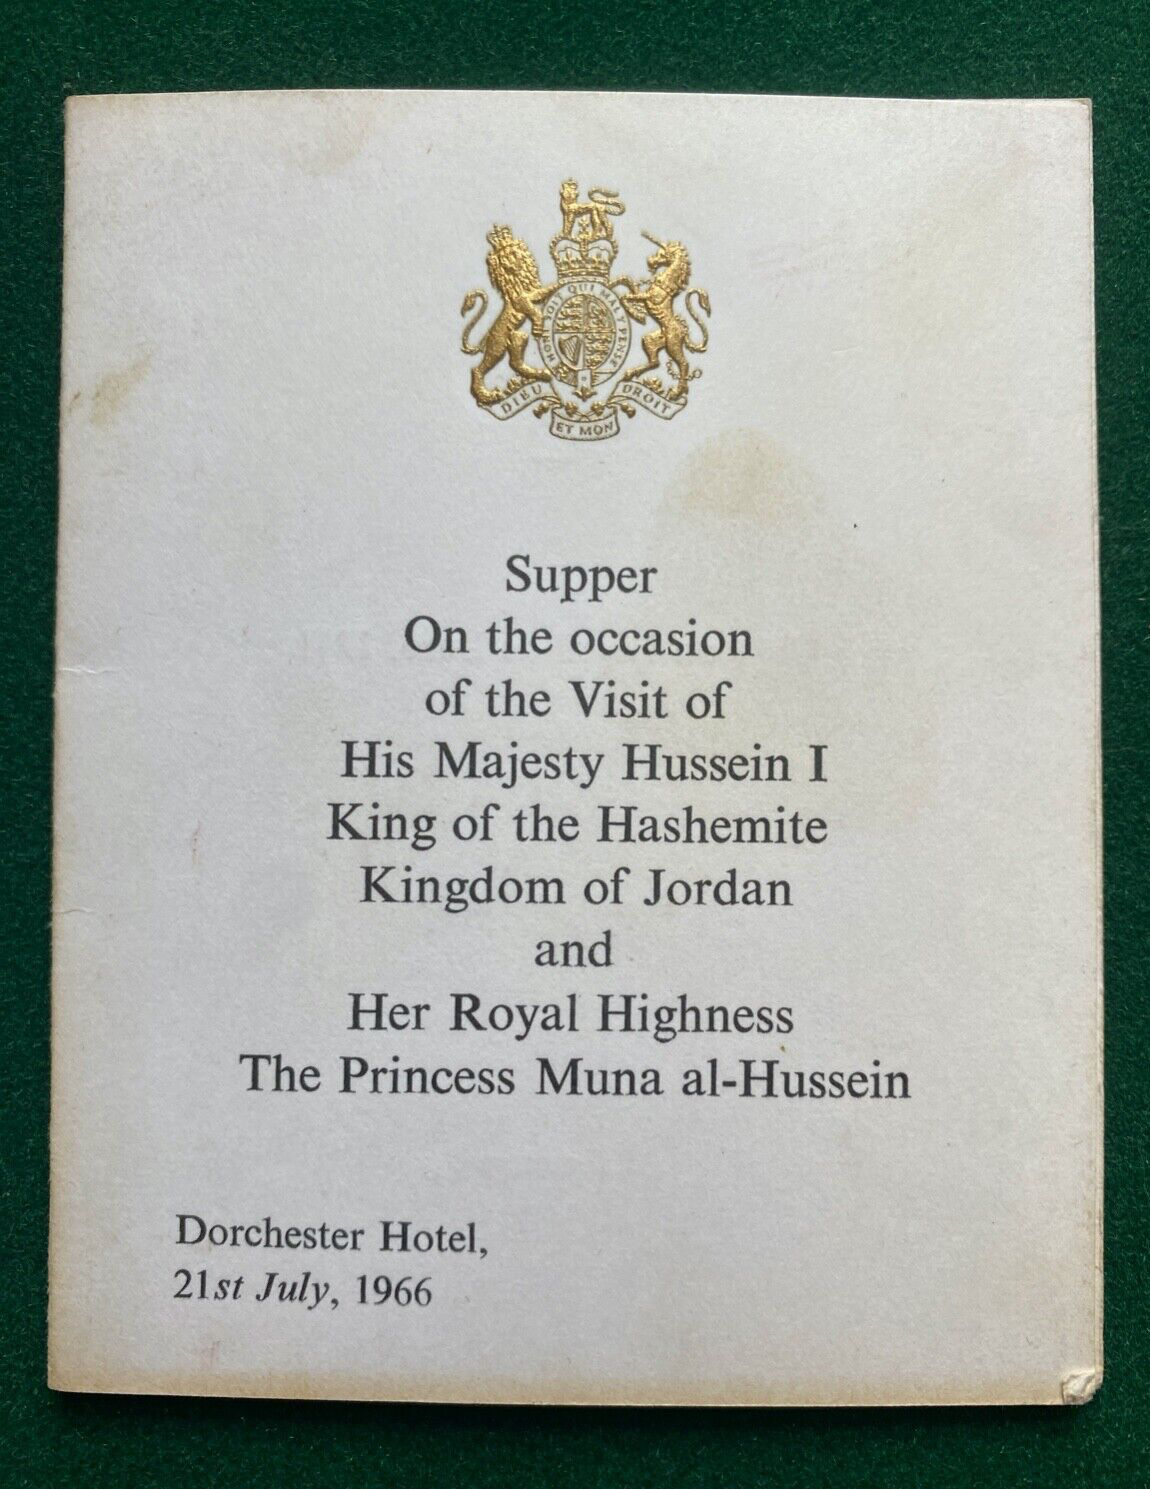 HONI SOIT QUI MAL Y PENSE
DIEU ET MON DROIT
Supper
On the occasion
of the Visit of
His Majesty Hussein I
King of the Hashemite
Kingdom of Jordan
and
Her Royal Highness
The Princess Muna al-Hussein
Dorchester Hotel,
21st July, 1966